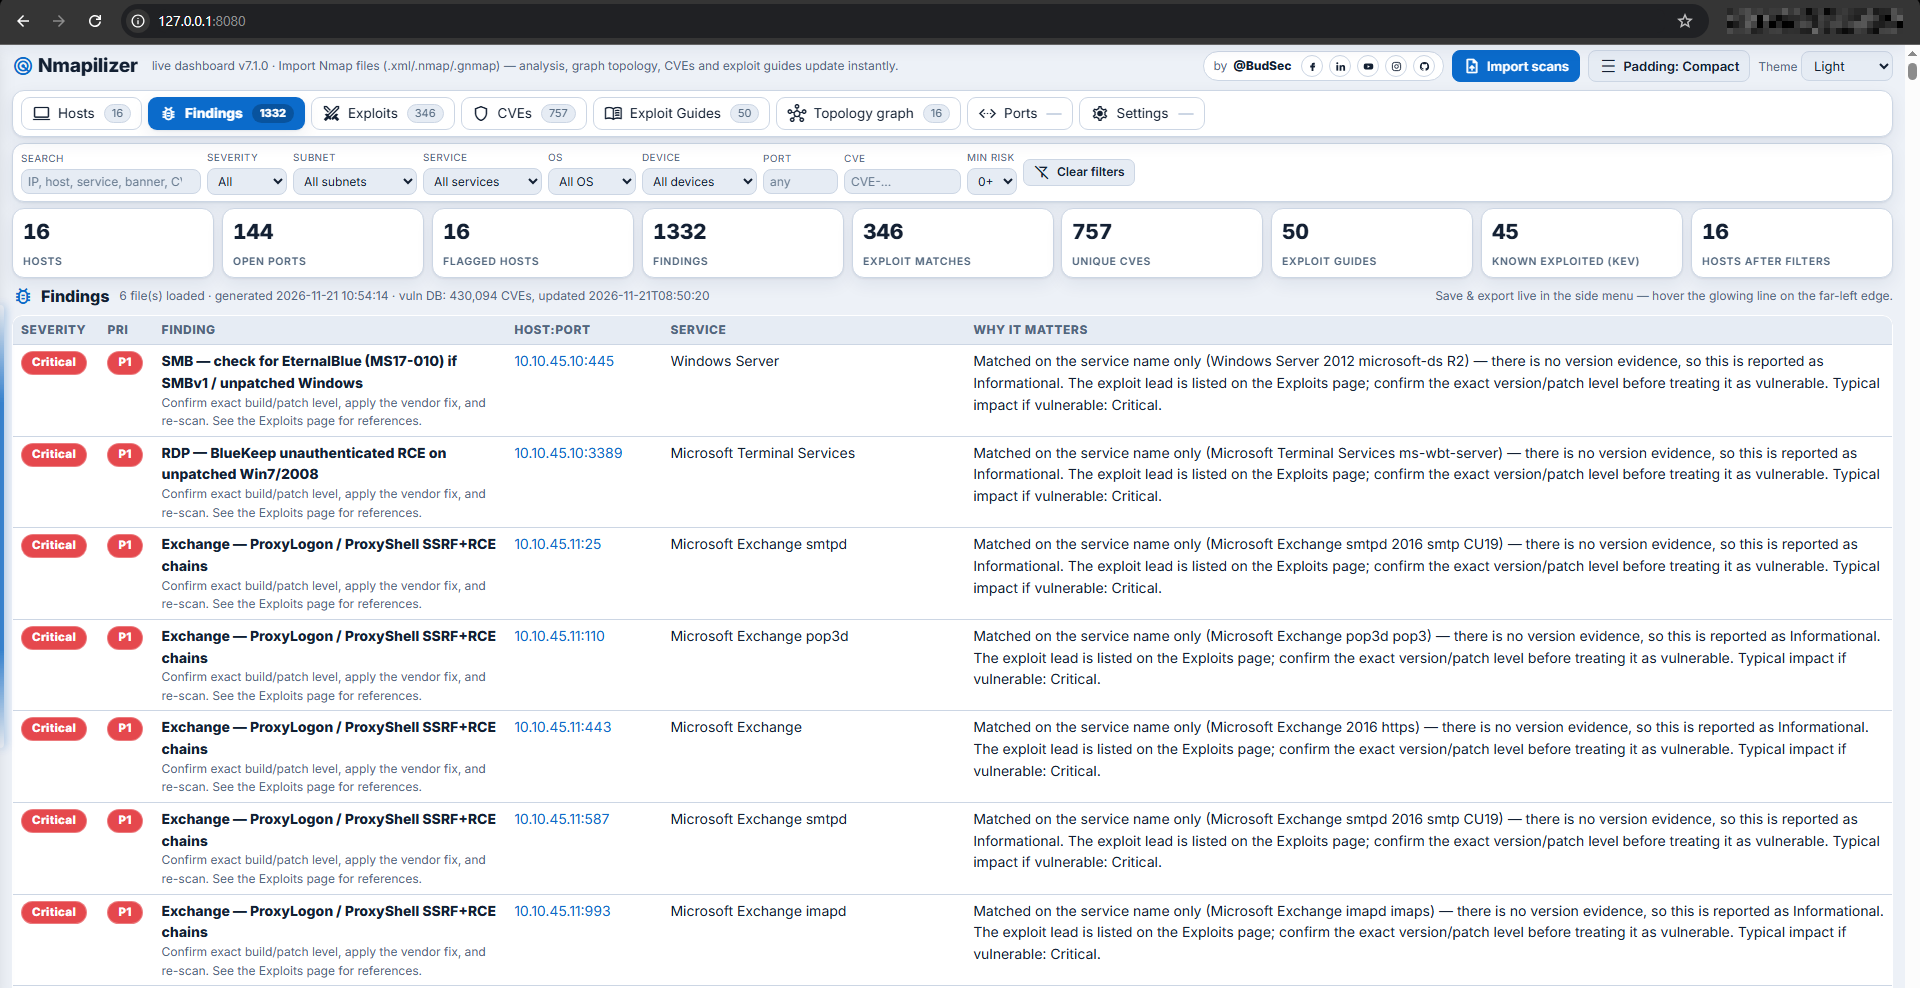 127.0.0.1:8080
Nmapilizer live dashboard v7.1.0 · Import Nmap files (.xml/.nmap/.gnmap) — analysis, graph topology, CVEs and exploit guides update instantly. by @BudSec Import scans Padding: Compact Theme Light
Hosts 16 Findings 1332 Exploits 346 CVEs 757 Exploit Guides 50 Topology graph 16 Ports — Settings —
SEARCH SEVERITY SUBNET SERVICE OS DEVICE PORT CVE MIN RISK
IP, host, service, banner, C All All subnets All services All OS All devices any CVE-... 0+ Clear filters
16 144 16 1332 346 757 50 45 16
HOSTS OPEN PORTS FLAGGED HOSTS FINDINGS EXPLOIT MATCHES UNIQUE CVES EXPLOIT GUIDES KNOWN EXPLOITED (KEV) HOSTS AFTER FILTERS
Findings 6 file(s) loaded · generated 2026-11-21 10:54:14 · vuln DB: 430,094 CVEs, updated 2026-11-21T08:50:20 Save & export live in the side menu — hover the glowing line on the far-left edge.
SEVERITY PRI FINDING HOST:PORT SERVICE WHY IT MATTERS
Critical P1 SMB — check for EternalBlue (MS17-010) if 10.10.45.10:445 Windows Server Matched on the service name only (Windows Server 2012 microsoft-ds R2) — there is no version evidence, so this is reported as
SMBv1 / unpatched Windows Informational. The exploit lead is listed on the Exploits page; confirm the exact version/patch level before treating it as vulnerable. Typical
Confirm exact build/patch level, apply the vendor fix, and impact if vulnerable: Critical.
re-scan. See the Exploits page for references.
Critical P1 RDP — BlueKeep unauthenticated RCE on 10.10.45.10:3389 Microsoft Terminal Services Matched on the service name only (Microsoft Terminal Services ms-wbt-server) — there is no version evidence, so this is reported as
unpatched Win7/2008 Informational. The exploit lead is listed on the Exploits page; confirm the exact version/patch level before treating it as vulnerable. Typical
Confirm exact build/patch level, apply the vendor fix, and impact if vulnerable: Critical.
re-scan. See the Exploits page for references.
Critical P1 Exchange — ProxyLogon / ProxyShell SSRF+RCE 10.10.45.11:25 Microsoft Exchange smtpd Matched on the service name only (Microsoft Exchange smtpd 2016 smtp CU19) — there is no version evidence, so this is reported as
chains Informational. The exploit lead is listed on the Exploits page; confirm the exact version/patch level before treating it as vulnerable. Typical
Confirm exact build/patch level, apply the vendor fix, and impact if vulnerable: Critical.
re-scan. See the Exploits page for references.
Critical P1 Exchange — ProxyLogon / ProxyShell SSRF+RCE 10.10.45.11:110 Microsoft Exchange pop3d Matched on the service name only (Microsoft Exchange pop3d pop3) — there is no version evidence, so this is reported as Informational.
chains The exploit lead is listed on the Exploits page; confirm the exact version/patch level before treating it as vulnerable. Typical impact if
Confirm exact build/patch level, apply the vendor fix, and vulnerable: Critical.
re-scan. See the Exploits page for references.
Critical P1 Exchange — ProxyLogon / ProxyShell SSRF+RCE 10.10.45.11:443 Microsoft Exchange Matched on the service name only (Microsoft Exchange 2016 https) — there is no version evidence, so this is reported as Informational.
chains The exploit lead is listed on the Exploits page; confirm the exact version/patch level before treating it as vulnerable. Typical impact if
Confirm exact build/patch level, apply the vendor fix, and vulnerable: Critical.
re-scan. See the Exploits page for references.
Critical P1 Exchange — ProxyLogon / ProxyShell SSRF+RCE 10.10.45.11:587 Microsoft Exchange smtpd Matched on the service name only (Microsoft Exchange smtpd 2016 smtp CU19) — there is no version evidence, so this is reported as
chains Informational. The exploit lead is listed on the Exploits page; confirm the exact version/patch level before treating it as vulnerable. Typical
Confirm exact build/patch level, apply the vendor fix, and impact if vulnerable: Critical.
re-scan. See the Exploits page for references.
Critical P1 Exchange — ProxyLogon / ProxyShell SSRF+RCE 10.10.45.11:993 Microsoft Exchange imapd Matched on the service name only (Microsoft Exchange imapd imaps) — there is no version evidence, so this is reported as Informational.
chains The exploit lead is listed on the Exploits page; confirm the exact version/patch level before treating it as vulnerable. Typical impact if
Confirm exact build/patch level, apply the vendor fix, and vulnerable: Critical.
re-scan. See the Exploits page for references.